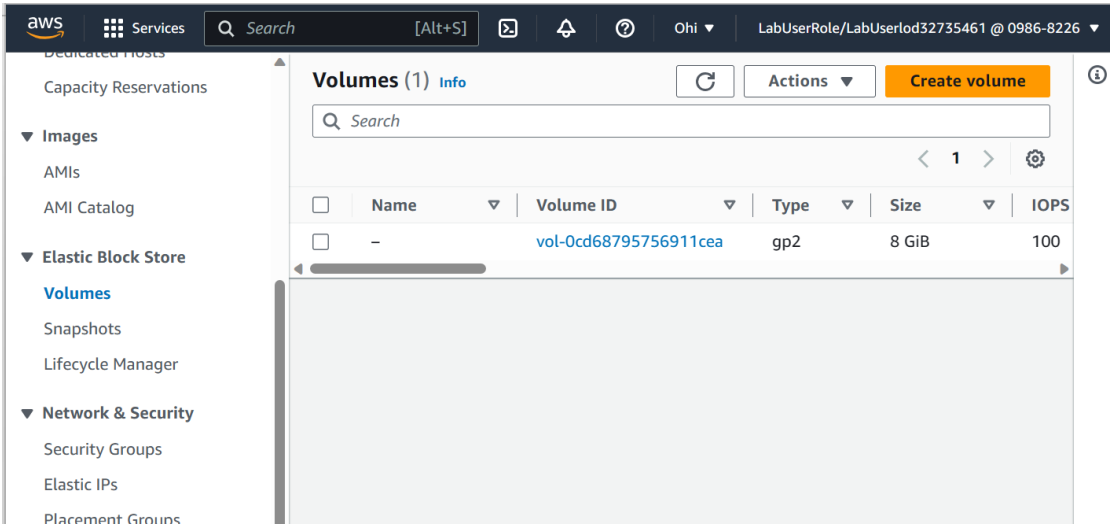 aws Services Search [Alt+S] Ohi LabUserRole/LabUserlod32735461 @ 0986-8226
Dedicated Hosts
Capacity Reservations
Images
AMIs
AMI Catalog
Elastic Block Store
Volumes
Snapshots
Lifecycle Manager
Network & Security
Security Groups
Elastic IPs
Placement Groups
Volumes (1) Info Actions Create volume
Search
1
Name Volume ID Type Size IOPS
– vol-0cd68795756911cea gp2 8 GiB 100